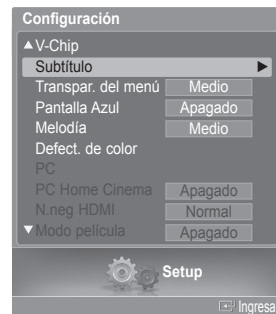 Configuración
▲V-Chip
Subtítulo ►
Transpar. del menú Medio
Pantalla Azul Apagado
Melodía Medio
Defect. de color
PC
PC Home Cinema Apagado
N.neg HDMI Normal
▼Modo película Apagado
Setup
Ingresa